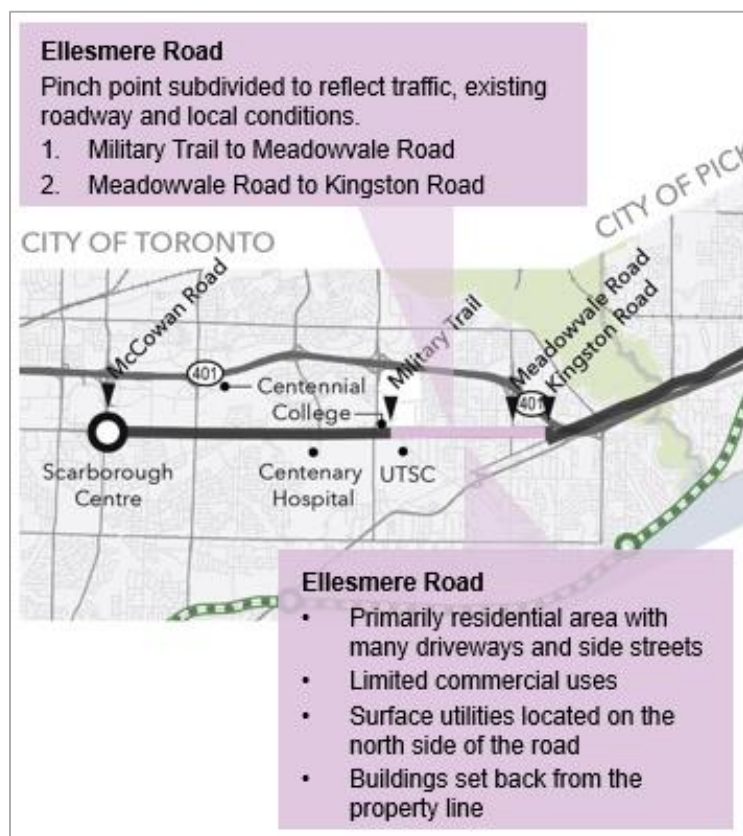 Ellesmere Road
Pinch point subdivided to reflect traffic, existing
roadway and local conditions.
1. Military Trail to Meadowvale Road
2. Meadowvale Road to Kingston Road
CITY OF TORONTO
CITY OF PICK
McCowan Road
Military Trail
Meadowvale Road
Kingston Road
401
401
Centennial
College
Scarborough
Centre
Centenary
Hospital
UTSC
Ellesmere Road
• Primarily residential area with
many driveways and side streets
• Limited commercial uses
• Surface utilities located on the
north side of the road
• Buildings set back from the
property line